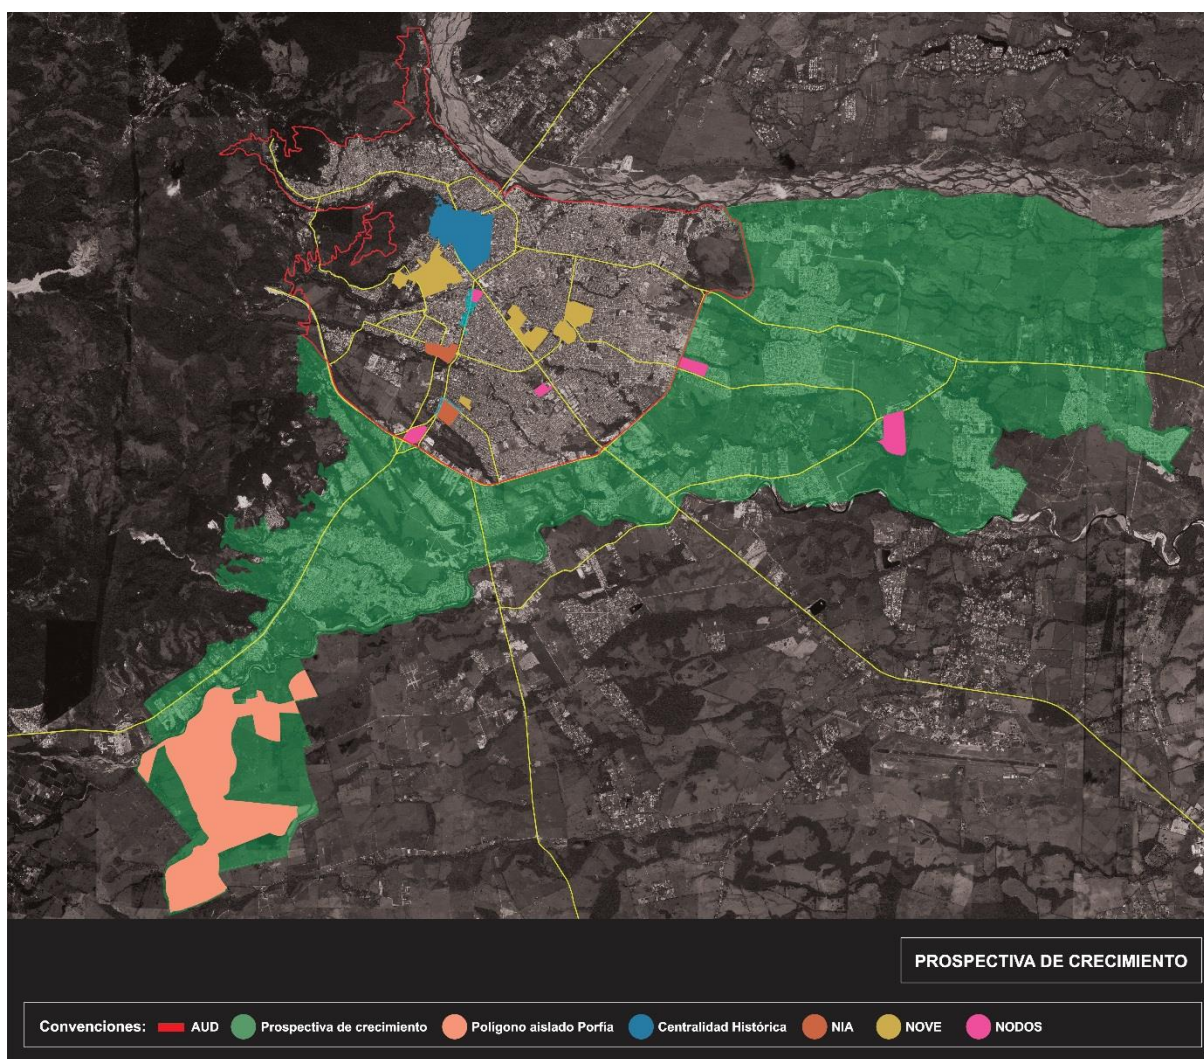 PROSPECTIVA DE CRECIMIENTO
Convenciones: AUD Prospectiva de crecimiento Polígono aislado Porfía Centralidad Histórica NIA NOVE NODOS